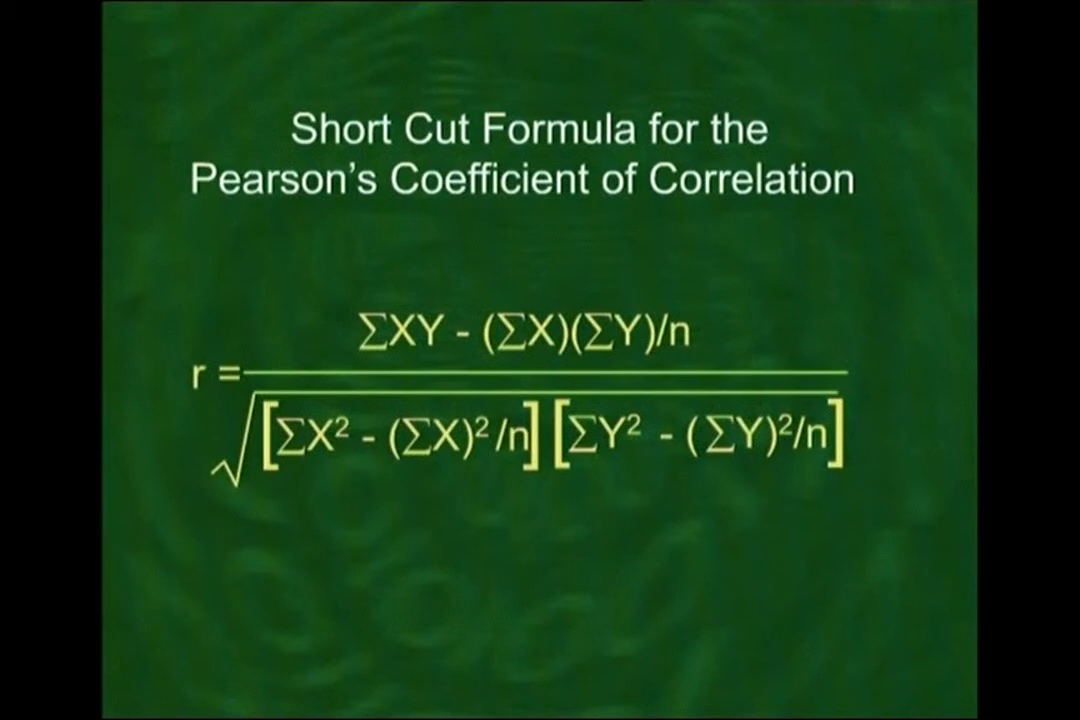 Short Cut Formula for the
Pearson's Coefficient of Correlation
ΣXY - (ΣX)(ΣY)/n
r =
√[ΣX² - (ΣX)²/n] [ΣY² - (ΣY)²/n]